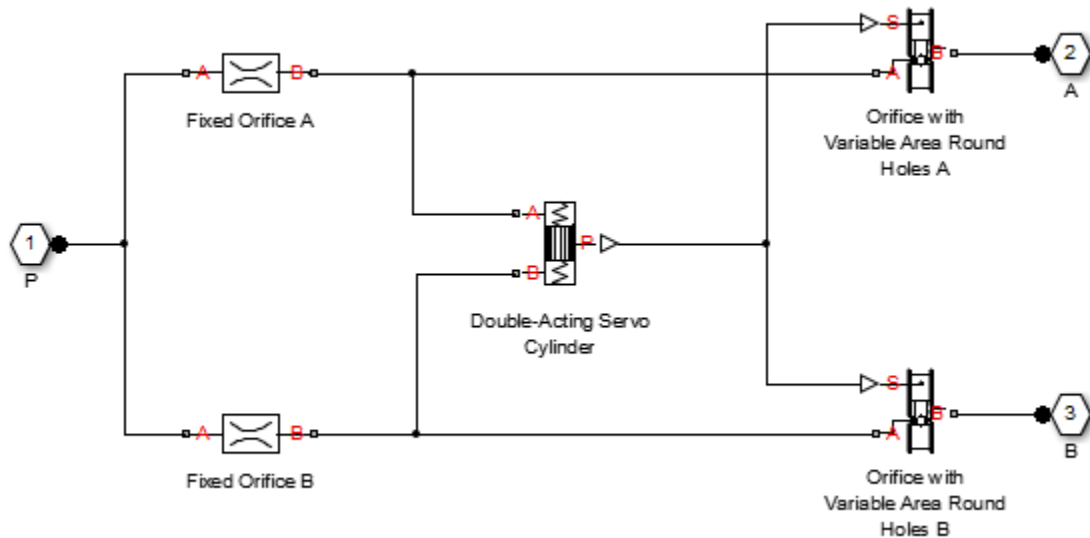 S
2
A
B
B
A
A
Fixed Orifice A
Orifice with
Variable Area Round
Holes A
A
1
P
P
B
Double-Acting Servo
Cylinder
S
3
B
A
B
B
A
Fixed Orifice B
Orifice with
Variable Area Round
Holes B